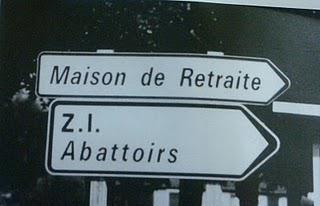 Maison de Retraite
Z.I.
Abattoirs